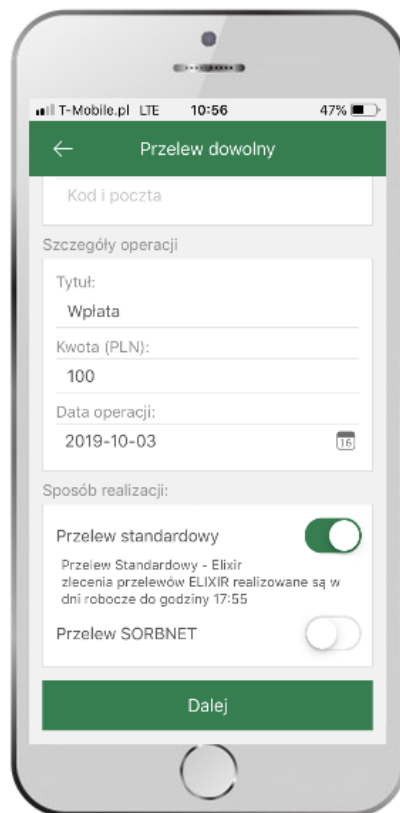 T-Mobile.pl LTE 10:56 47%
Przelew dowolny
Kod i poczta
Szczegóły operacji
Tytuł:
Wpłata
Kwota (PLN):
100
Data operacji:
2019-10-03
16
Sposób realizacji:
Przelew standardowy
Przelew Standardowy - Elixir
zlecenia przelewów ELIXIR realizowane są w
dni robocze do godziny 17:55
Przelew SORBNET
Dalej